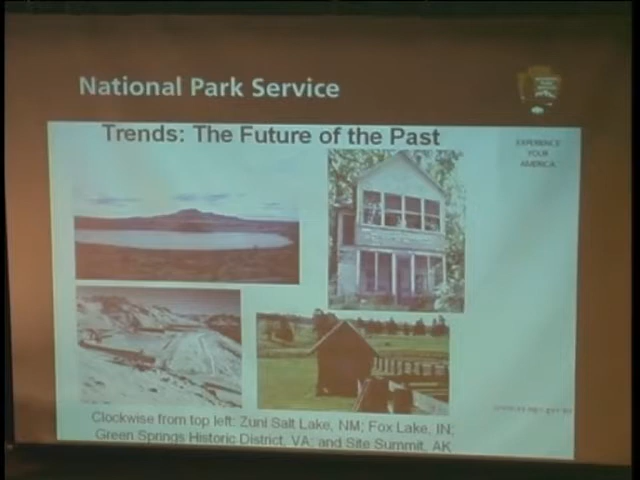 National Park Service
Trends: The Future of the Past
EXPERIENCE
YOUR
AMERICA
Clockwise from top left: Zuni Salt Lake, NM; Fox Lake, IN;
Green Springs Historic District, VA; and Site Summit, AK